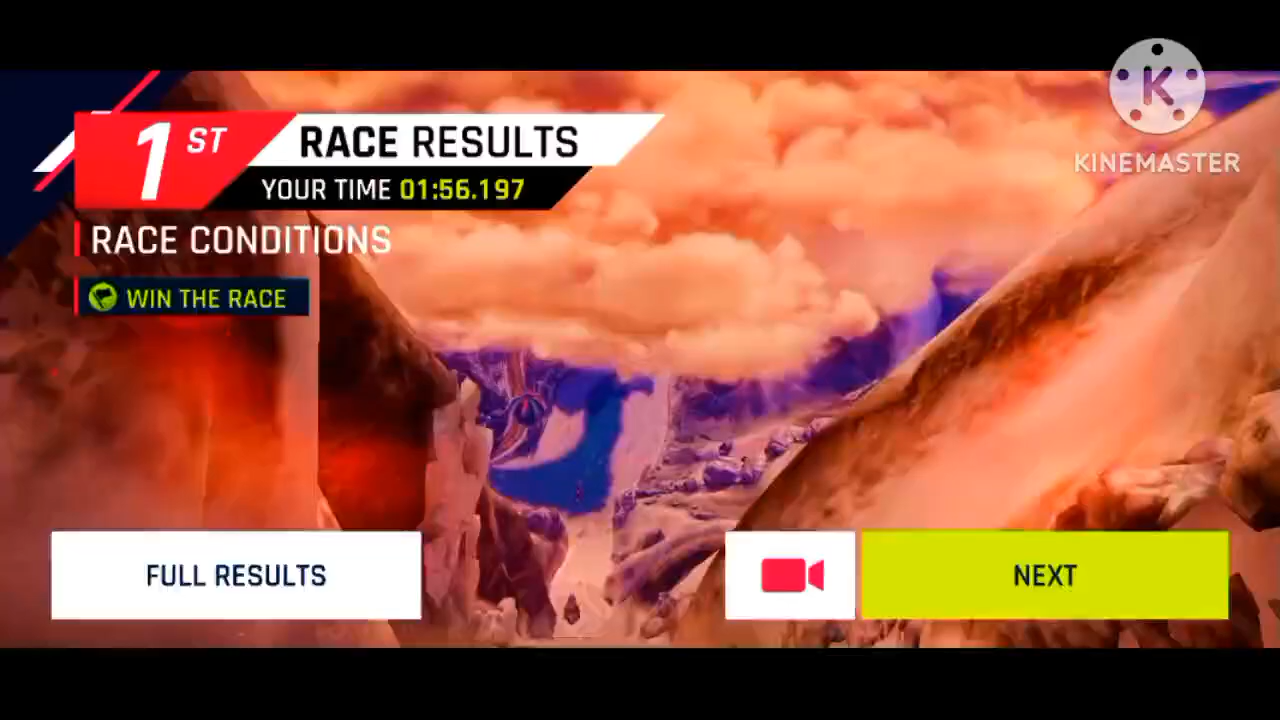 1 ST
RACE RESULTS
YOUR TIME 01:56.197
RACE CONDITIONS
WIN THE RACE
K
KINEMASTER
FULL RESULTS
NEXT